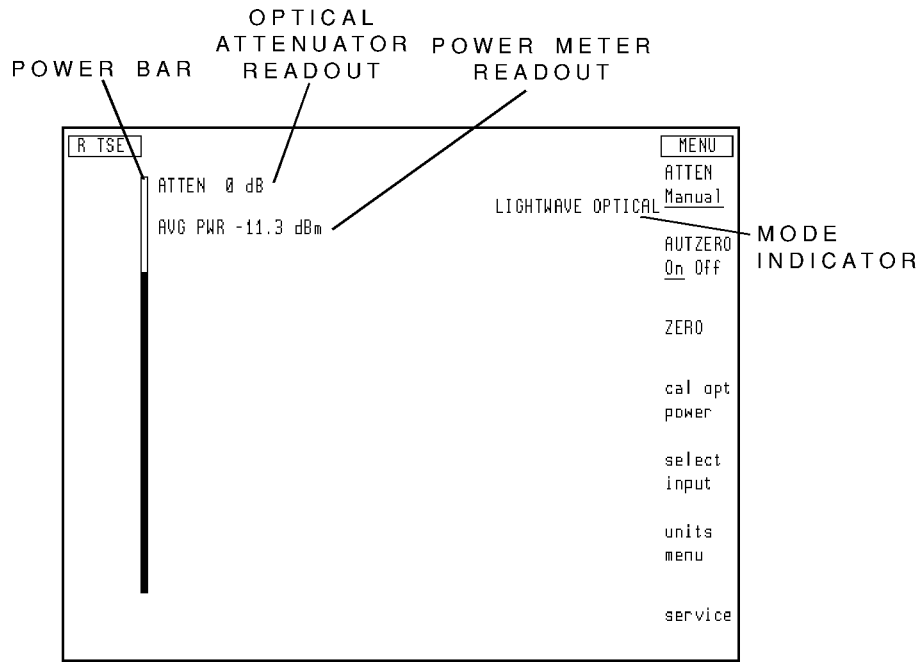 OPTICAL
ATTENUATOR
READOUT
POWER METER
READOUT
POWER BAR
R TSE
MENU
ATTEN 0 dB
AVG PWR -11.3 dBm
LIGHTWAVE OPTICAL
ATTEN
Manual
MODE
INDICATOR
AUTZERO
On Off
ZERO
cal opt
power
select
input
units
menu
service